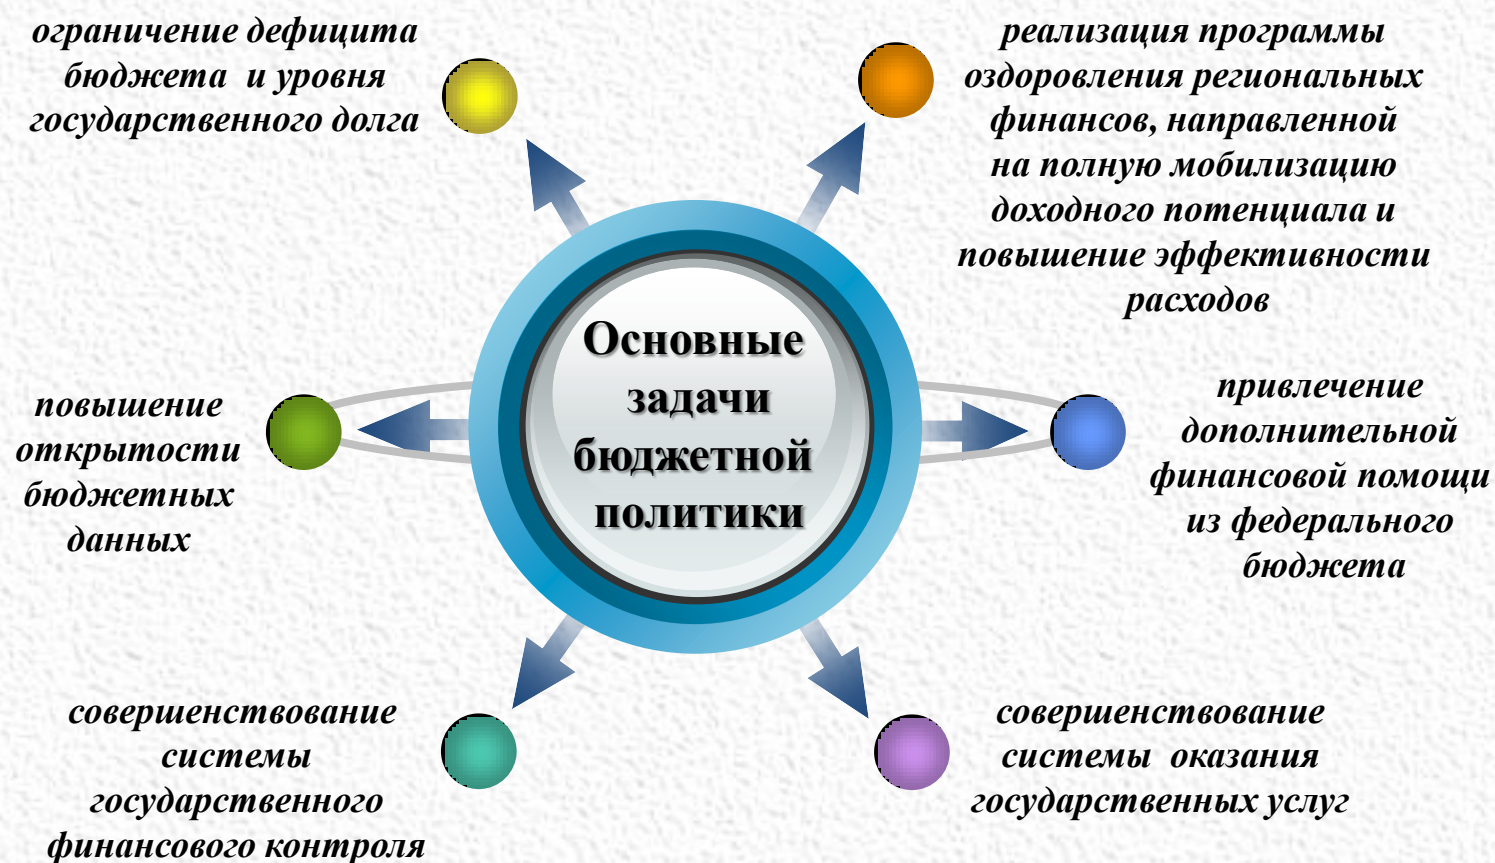 ограничение дефицита
бюджета и уровня
государственного долга
реализация программы
оздоровления региональных
финансов, направленной
на полную мобилизацию
доходного потенциала и
повышение эффективности
расходов
Основные
задачи
бюджетной
политики
повышение
открытости
бюджетных
данных
привлечение
дополнительной
финансовой помощи
из федерального
бюджета
совершенствование
системы
государственного
финансового контроля
совершенствование
системы оказания
государственных услуг